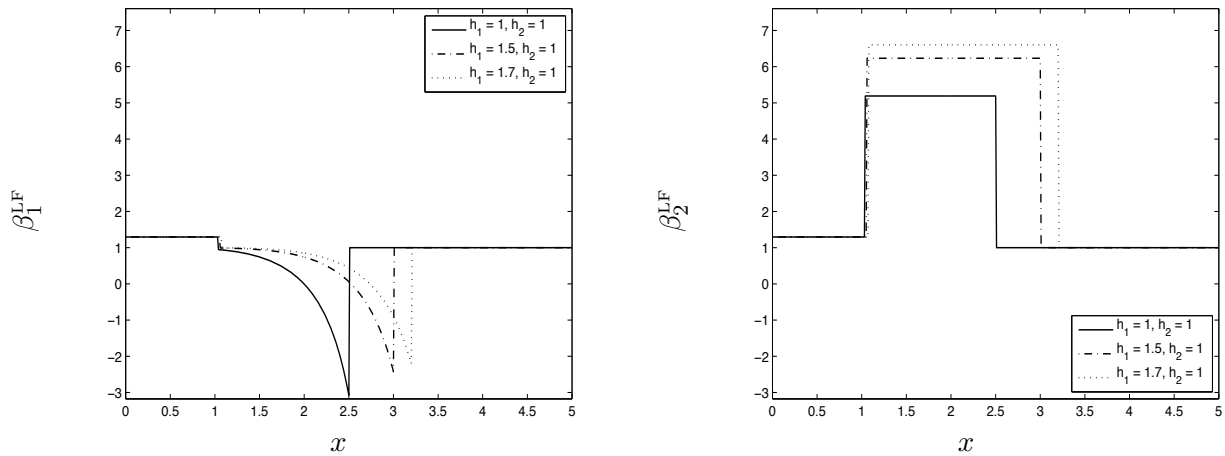 7
6
5
4
3
2
1
0
−1
−2
−3
0 0.5 1 1.5 2 2.5 3 3.5 4 4.5 5
β₁ᴸᶠ
x
h₁ = 1, h₂ = 1
h₁ = 1.5, h₂ = 1
h₁ = 1.7, h₂ = 1
7
6
5
4
3
2
1
0
−1
−2
−3
0 0.5 1 1.5 2 2.5 3 3.5 4 4.5 5
β₂ᴸᶠ
x
h₁ = 1, h₂ = 1
h₁ = 1.5, h₂ = 1
h₁ = 1.7, h₂ = 1